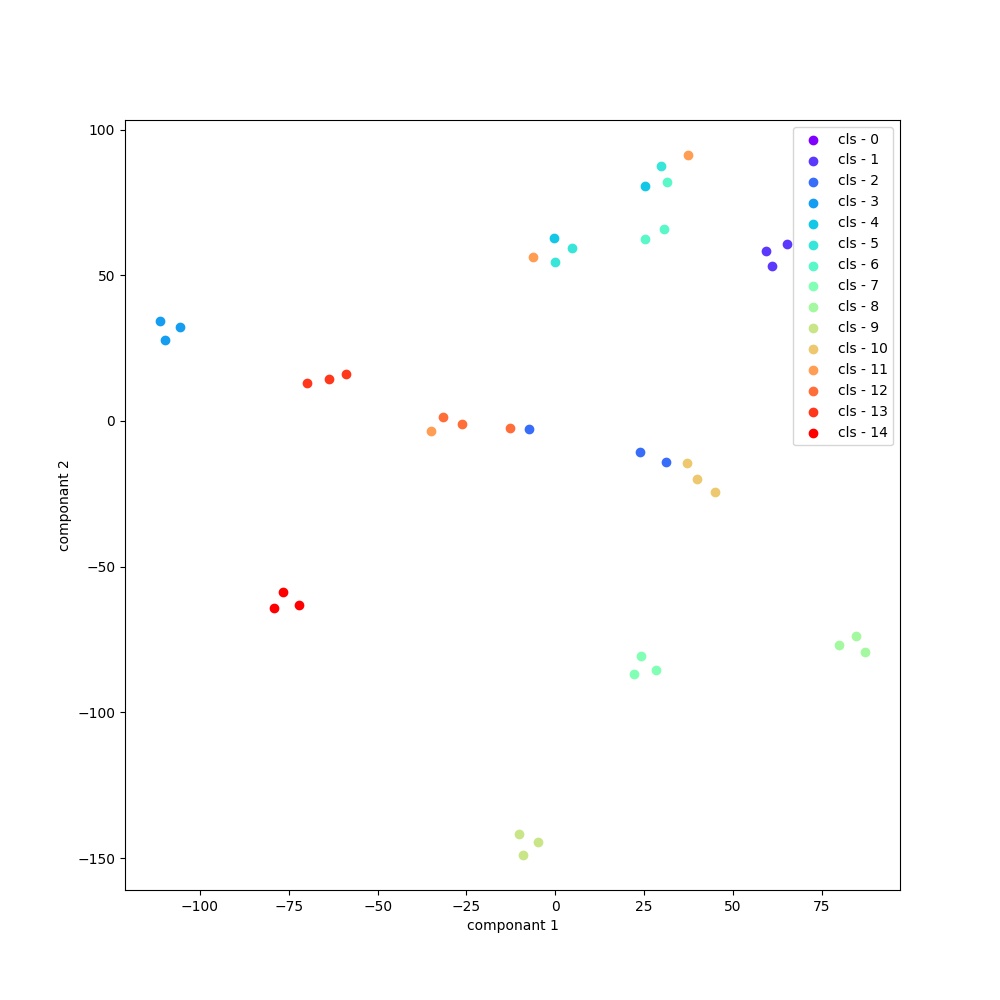 100
50
0
−50
−100
−150
componant 2
−100
−75
−50
−25
0
25
50
75
componant 1
cls - 0
cls - 1
cls - 2
cls - 3
cls - 4
cls - 5
cls - 6
cls - 7
cls - 8
cls - 9
cls - 10
cls - 11
cls - 12
cls - 13
cls - 14